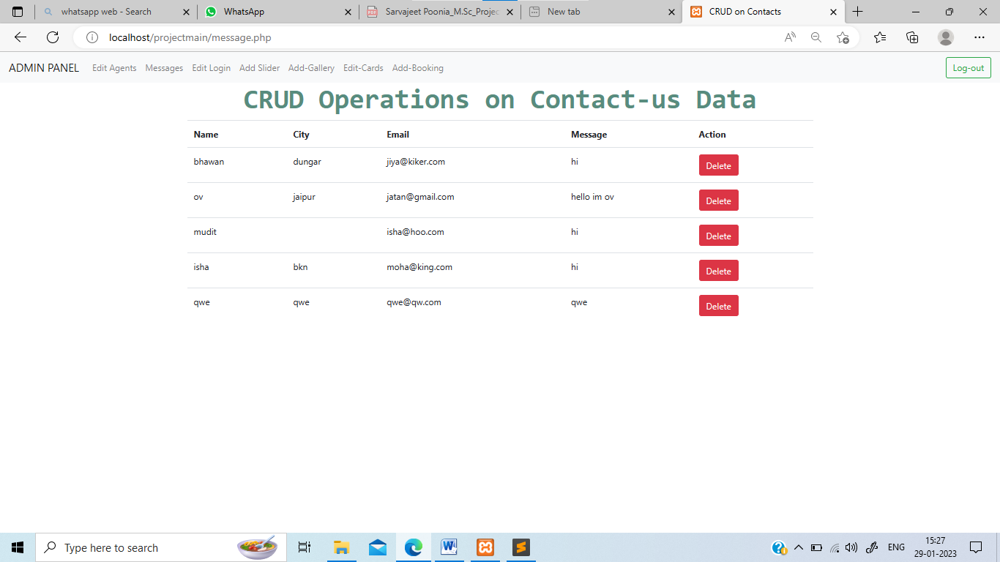 whatsapp web - Search WhatsApp Sarvajeet Poonia_M.Sc_Projec New tab CRUD on Contacts
localhost/projectmain/message.php
ADMIN PANEL Edit Agents Messages Edit Login Add Slider Add-Gallery Edit-Cards Add-Booking Log-out
CRUD Operations on Contact-us Data
Name City Email Message Action
bhawan dungar jiya@kiker.com hi Delete
ov jaipur jatan@gmail.com hello im ov Delete
mudit isha@hoo.com hi Delete
isha bkn moha@king.com hi Delete
qwe qwe qwe@qw.com qwe Delete
Type here to search ENG 15:27
29-01-2023